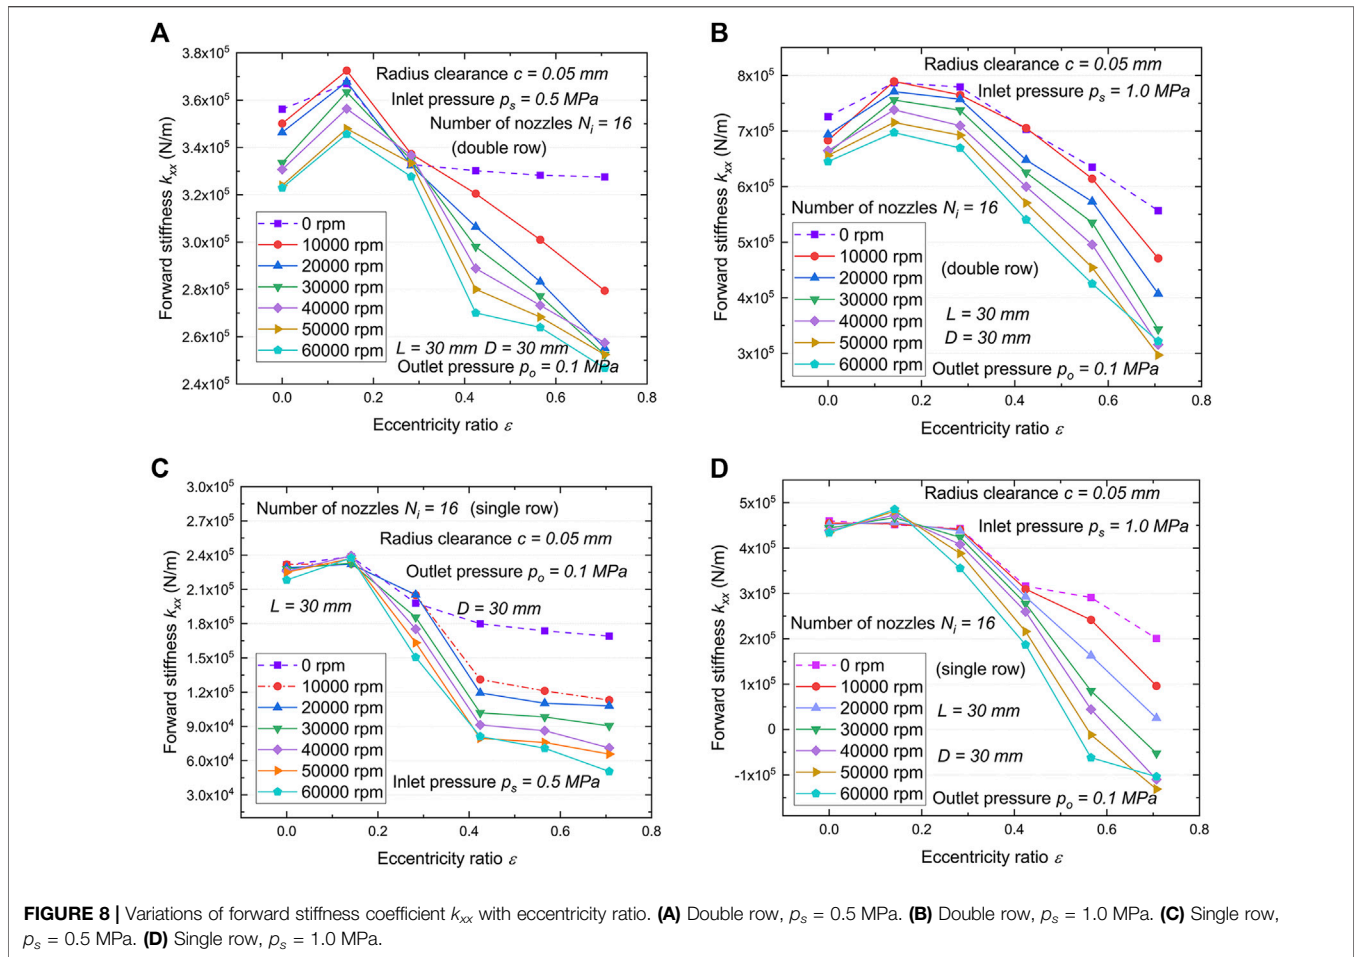 A
3.8x10⁵
3.6x10⁵
3.4x10⁵
3.2x10⁵
3.0x10⁵
2.8x10⁵
2.6x10⁵
2.4x10⁵
Forward stiffness kxx (N/m)
Radius clearance c = 0.05 mm
Inlet pressure ps = 0.5 MPa
Number of nozzles Ni = 16
(double row)
0 rpm
10000 rpm
20000 rpm
30000 rpm
40000 rpm
50000 rpm
60000 rpm
L = 30 mm D = 30 mm
Outlet pressure po = 0.1 MPa
0.0 0.2 0.4 0.6 0.8
Eccentricity ratio ε
B
8x10⁵
7x10⁵
6x10⁵
5x10⁵
4x10⁵
3x10⁵
Forward stiffness kxx (N/m)
Radius clearance c = 0.05 mm
Inlet pressure ps = 1.0 MPa
Number of nozzles Ni = 16
0 rpm
10000 rpm
20000 rpm
30000 rpm
40000 rpm
50000 rpm
60000 rpm
(double row)
L = 30 mm
D = 30 mm
Outlet pressure po = 0.1 MPa
0.0 0.2 0.4 0.6 0.8
Eccentricity ratio ε
C
3.0x10⁵
2.7x10⁵
2.4x10⁵
2.1x10⁵
1.8x10⁵
1.5x10⁵
1.2x10⁵
9.0x10⁴
6.0x10⁴
3.0x10⁴
Forward stiffness kxx (N/m)
Number of nozzles Ni = 16 (single row)
Radius clearance c = 0.05 mm
Outlet pressure po = 0.1 MPa
L = 30 mm D = 30 mm
0 rpm
10000 rpm
20000 rpm
30000 rpm
40000 rpm
50000 rpm
60000 rpm
Inlet pressure ps = 0.5 MPa
0.0 0.2 0.4 0.6 0.8
Eccentricity ratio ε
D
5x10⁵
4x10⁵
3x10⁵
2x10⁵
1x10⁵
0
-1x10⁵
Forward stiffness kxx (N/m)
Radius clearance c = 0.05 mm
Inlet pressure ps = 1.0 MPa
Number of nozzles Ni = 16
0 rpm
10000 rpm
20000 rpm
30000 rpm
40000 rpm
50000 rpm
60000 rpm
(single row)
L = 30 mm
D = 30 mm
Outlet pressure po = 0.1 MPa
0.0 0.2 0.4 0.6 0.8
Eccentricity ratio ε
FIGURE 8 | Variations of forward stiffness coefficient kxx with eccentricity ratio. (A) Double row, ps = 0.5 MPa. (B) Double row, ps = 1.0 MPa. (C) Single row,
ps = 0.5 MPa. (D) Single row, ps = 1.0 MPa.